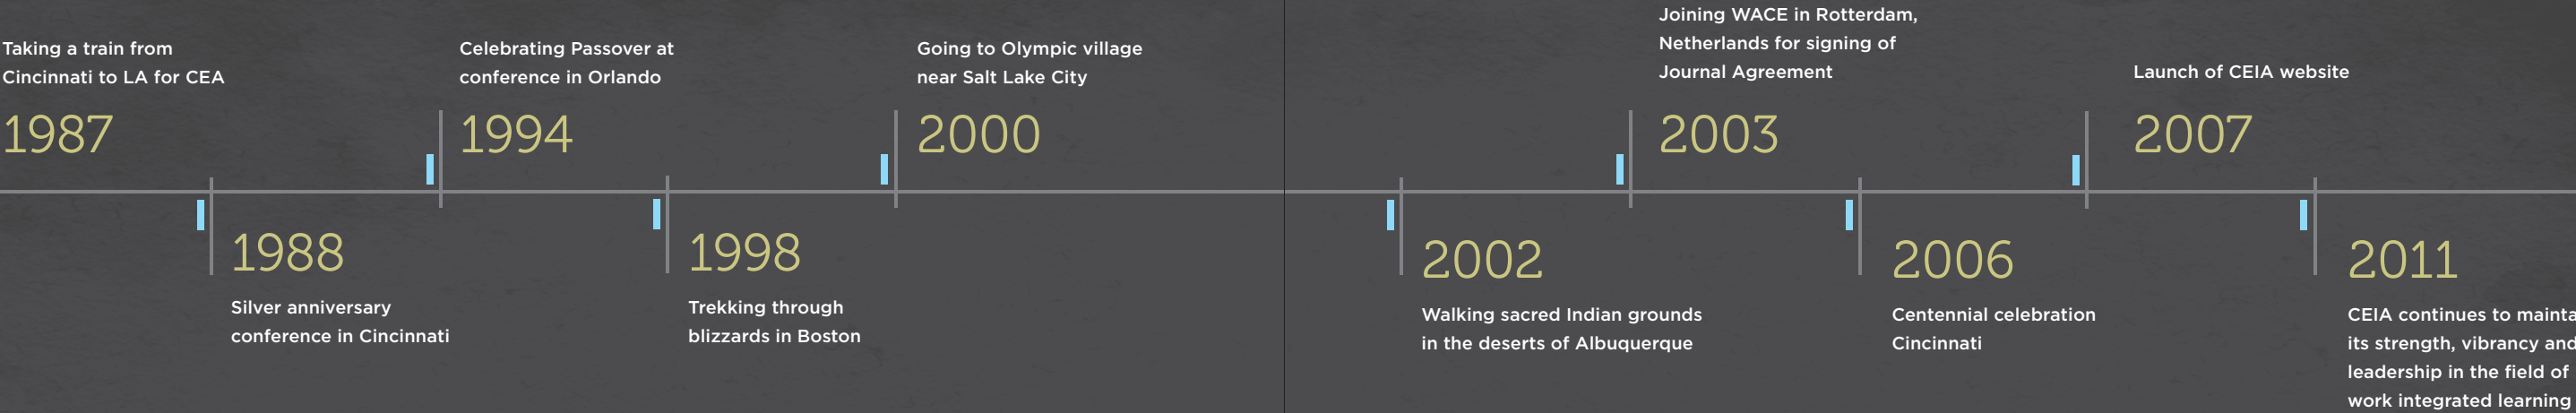 Taking a train from
Cincinnati to LA for CEA
1987
1988
Silver anniversary
conference in Cincinnati
Celebrating Passover at
conference in Orlando
1994
1998
Trekking through
blizzards in Boston
Going to Olympic village
near Salt Lake City
2000
2002
Walking sacred Indian grounds
in the deserts of Albuquerque
Joining WACE in Rotterdam,
Netherlands for signing of
Journal Agreement
2003
2006
Centennial celebration
Cincinnati
Launch of CEIA website
2007
2011
CEIA continues to mainta
its strength, vibrancy and
leadership in the field of
work integrated learning